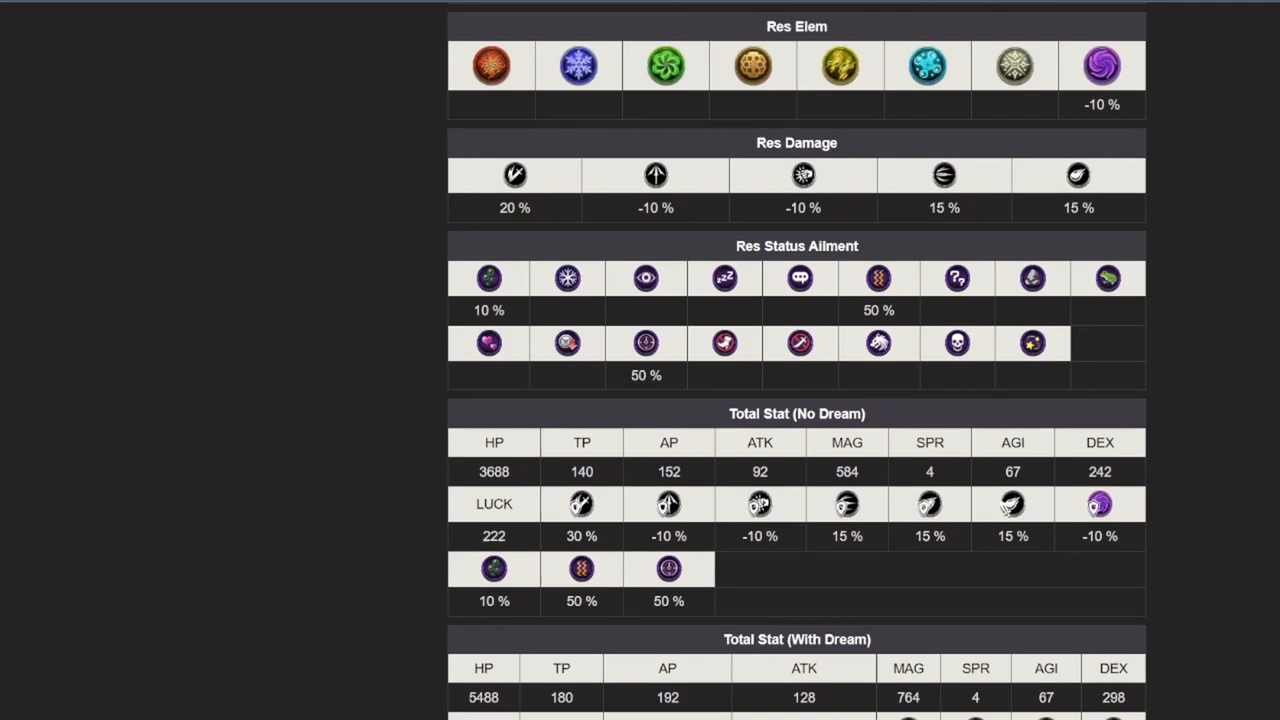 Res Elem
-10 %
Res Damage
20 % -10 % -10 % 15 % 15 %
Res Status Ailment
zZZ ??
10 % 50 %
50 %
Total Stat (No Dream)
HP TP AP ATK MAG SPR AGI DEX
3688 140 152 92 584 4 67 242
LUCK
222 30 % -10 % -10 % 15 % 15 % 15 % -10 %
10 % 50 % 50 %
Total Stat (With Dream)
HP TP AP ATK MAG SPR AGI DEX
5488 180 192 128 764 4 67 298